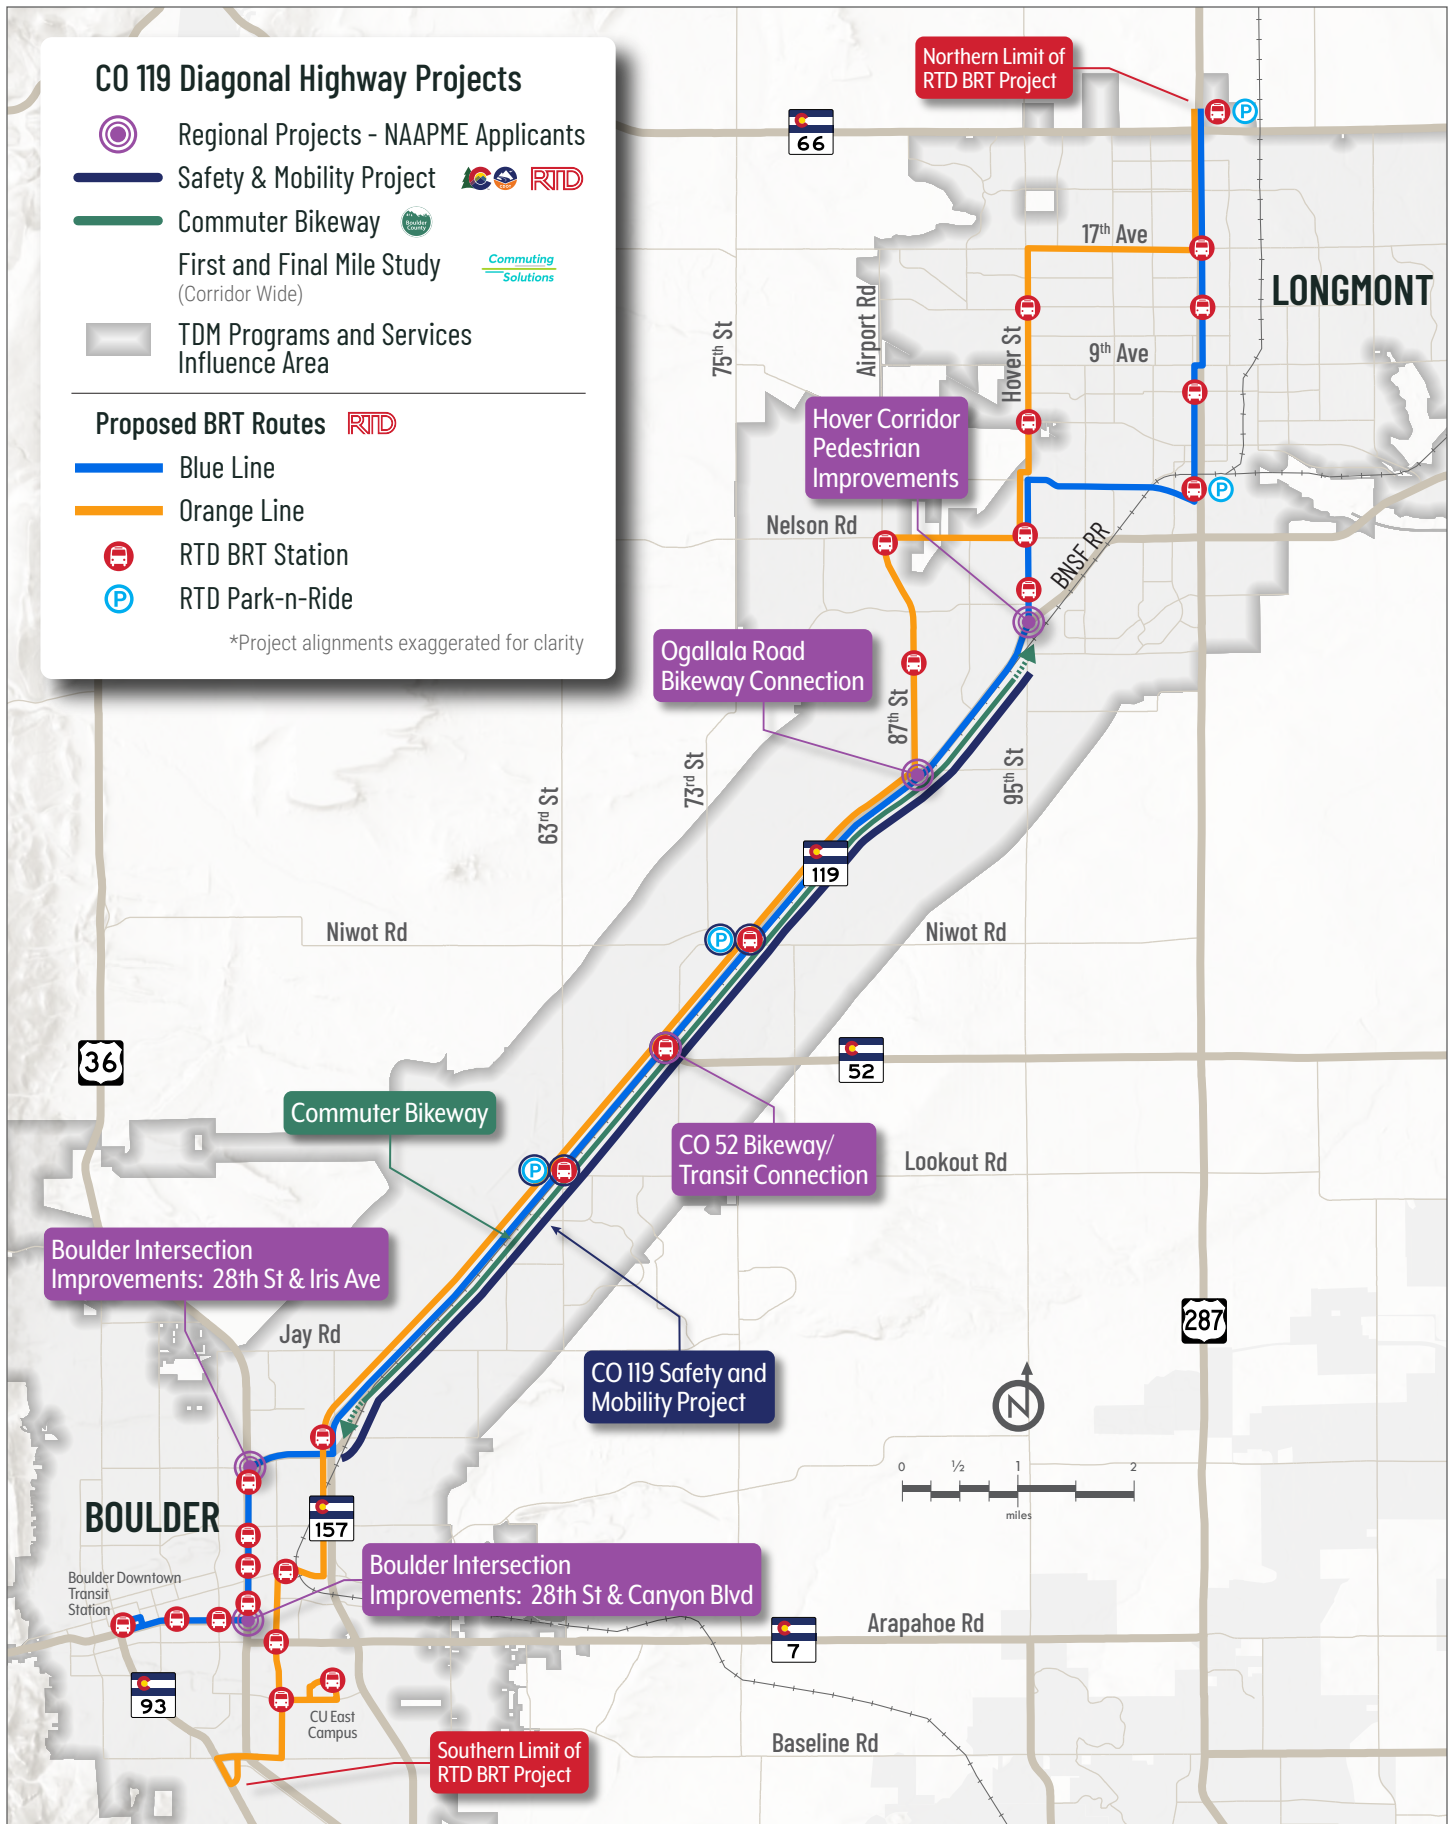 CO 119 Diagonal Highway Projects
Regional Projects - NAAPME Applicants
Safety & Mobility Project
RTD
Commuter Bikeway
Boulder
County
First and Final Mile Study
(Corridor Wide)
Commuting
Solutions
TDM Programs and Services
Influence Area
Proposed BRT Routes
RTD
Blue Line
Orange Line
RTD BRT Station
P
RTD Park-n-Ride
*Project alignments exaggerated for clarity
Northern Limit of
RTD BRT Project
P
66
17th Ave
LONGMONT
Airport Rd
75th St
Hover St
9th Ave
Hover Corridor
Pedestrian
Improvements
P
Nelson Rd
BNSF RR
Ogallala Road
Bikeway Connection
87th St
73rd St
95th St
63rd St
119
Niwot Rd
P
Niwot Rd
36
52
Commuter Bikeway
CO 52 Bikeway/
Transit Connection
Lookout Rd
P
Boulder Intersection
Improvements: 28th St & Iris Ave
Jay Rd
287
CO 119 Safety and
Mobility Project
N
0
½
1
2
miles
BOULDER
157
Boulder Intersection
Improvements: 28th St & Canyon Blvd
Boulder Downtown
Transit
Station
Arapahoe Rd
7
93
CU East
Campus
Southern Limit of
RTD BRT Project
Baseline Rd